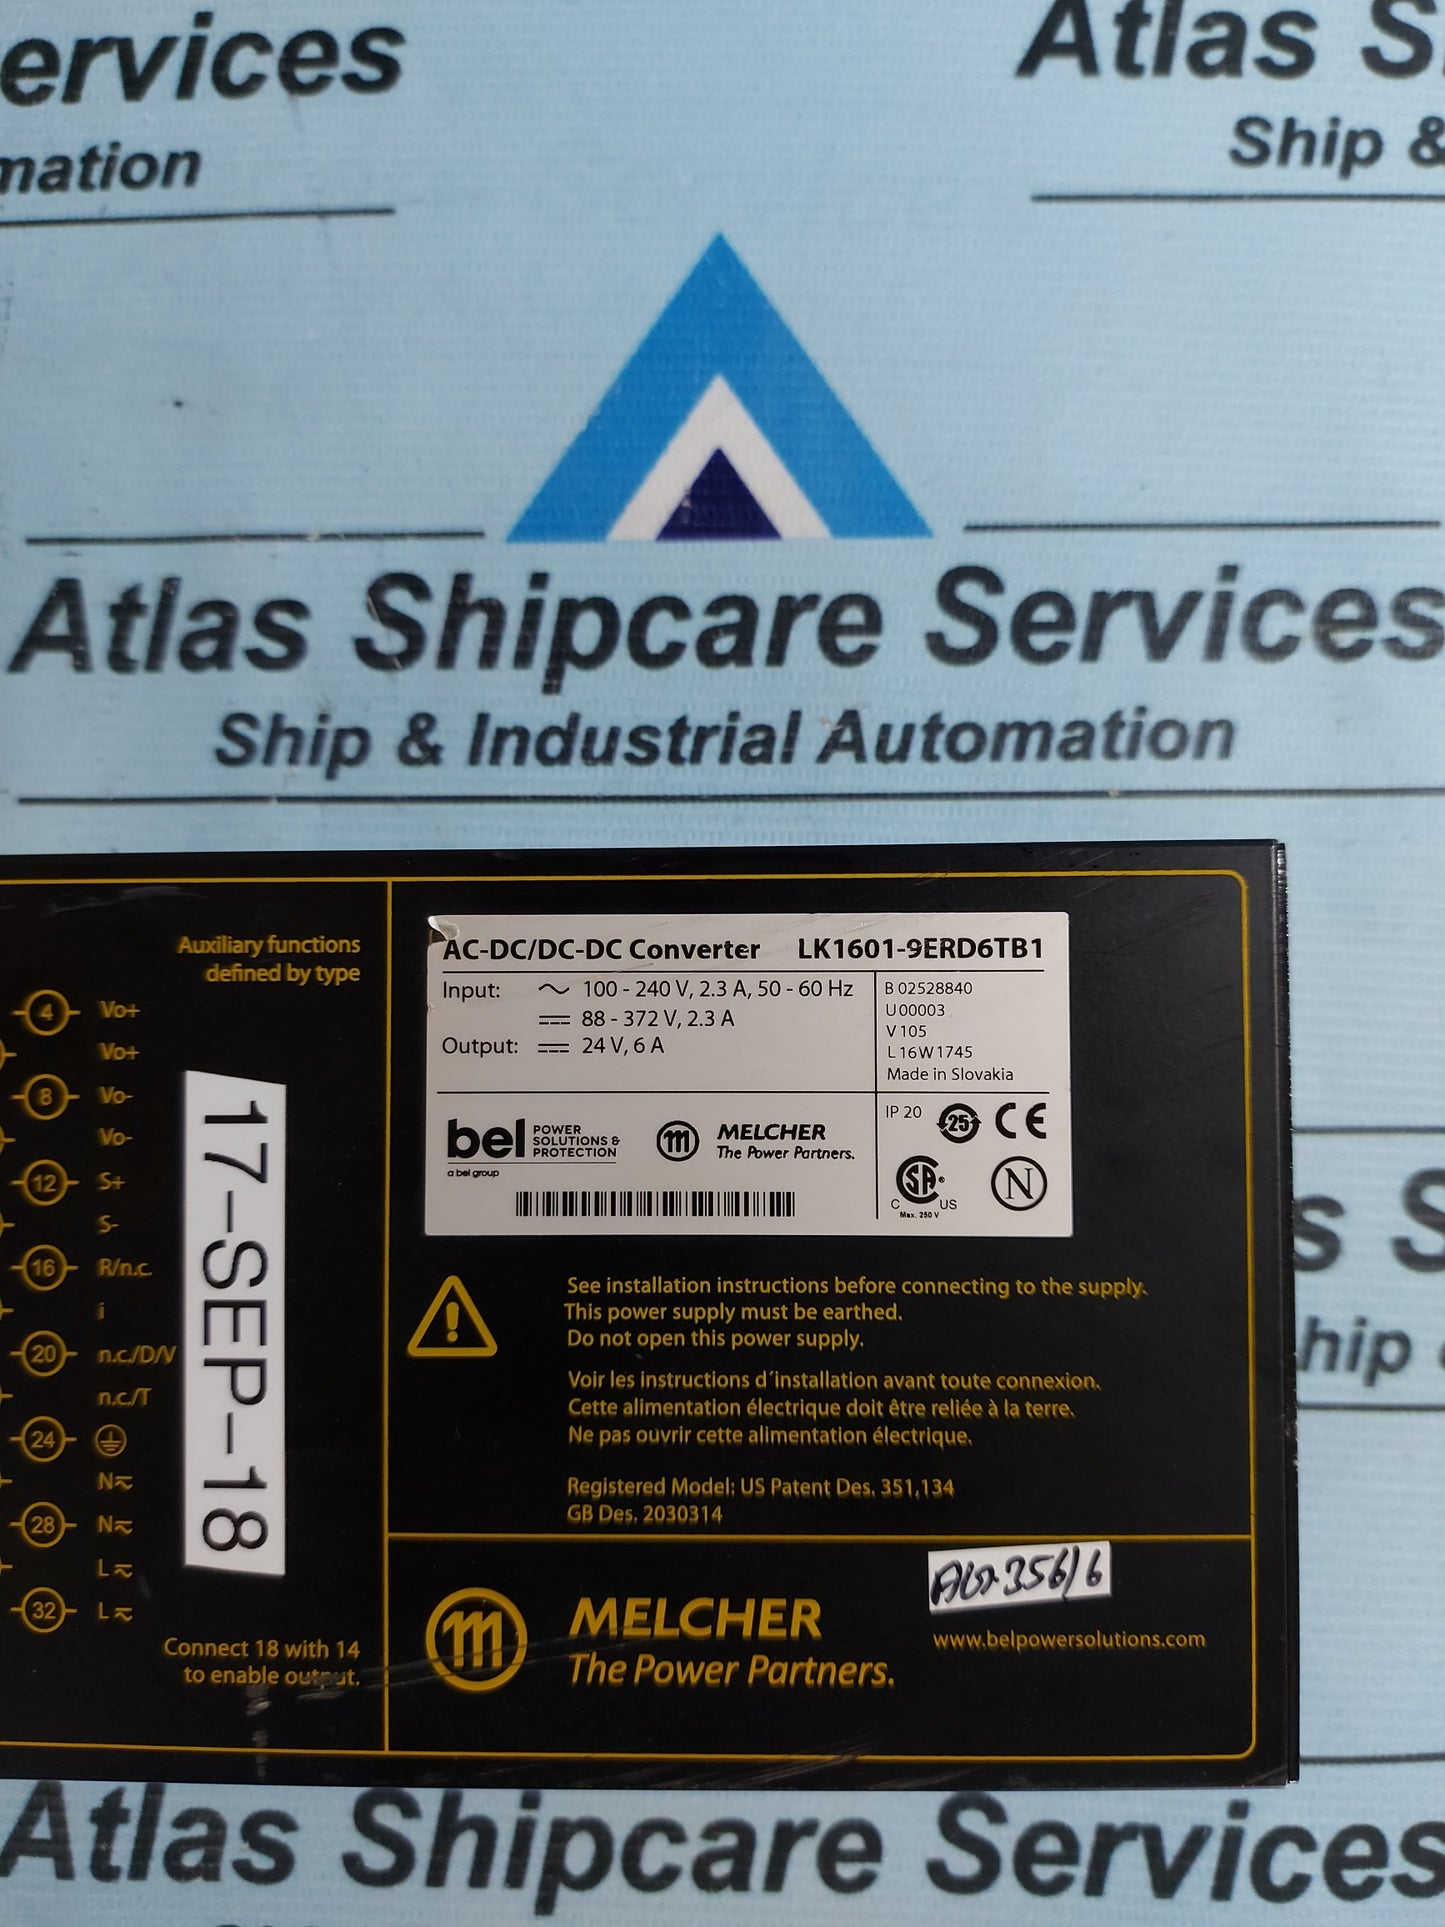 ervices
Atlas S
mation
Ship &
Atlas Shipcare Services
Ship & Industrial Automation
Auxiliary functions
defined by type
4 Vo+
Vo+
8 Vo-
Vo-
12 S+
S-
16 R/n.c.
i
20 n.c./D/V
n.c./T
24
N
28 N
L
32 L
Connect 18 with 14
to enable output.
17-SEP-18
AC-DC/DC-DC Converter LK1601-9ERD6TB1
Input: ～ 100 - 240 V, 2.3 A, 50 - 60 Hz
88 - 372 V, 2.3 A
Output: 24 V, 6 A
B 02528840
U 00003
V 105
L 16W1745
Made in Slovakia
bel POWER
SOLUTIONS &
PROTECTION
a bel group
m MELCHER
The Power Partners.
IP 20 25 CE
CSA® N
C US
Max. 250 V
See installation instructions before connecting to the supply.
This power supply must be earthed.
Do not open this power supply.
Voir les instructions d´installation avant toute connexion.
Cette alimentation électrique doit être reliée à la terre.
Ne pas ouvrir cette alimentation électrique.
Registered Model: US Patent Des. 351,134
GB Des. 2030314
m MELCHER
The Power Partners.
356/6
www.belpowersolutions.com
s S
hip
Atlas Shipcare Services